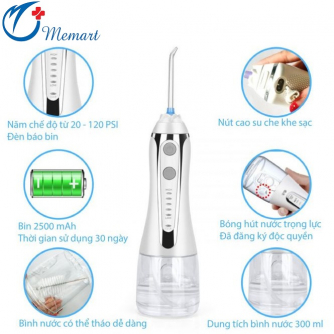 Memart
Năm chế độ từ 20 - 120 PSI
Đèn báo bin
Nút cao su che khe sạc
Bin 2500 mAh
Thời gian sử dụng 30 ngày
Bóng hút nước trọng lực
Đã đăng ký độc quyền
Bình nước có thể tháo dễ dàng
Dung tích bình nước 300 ml